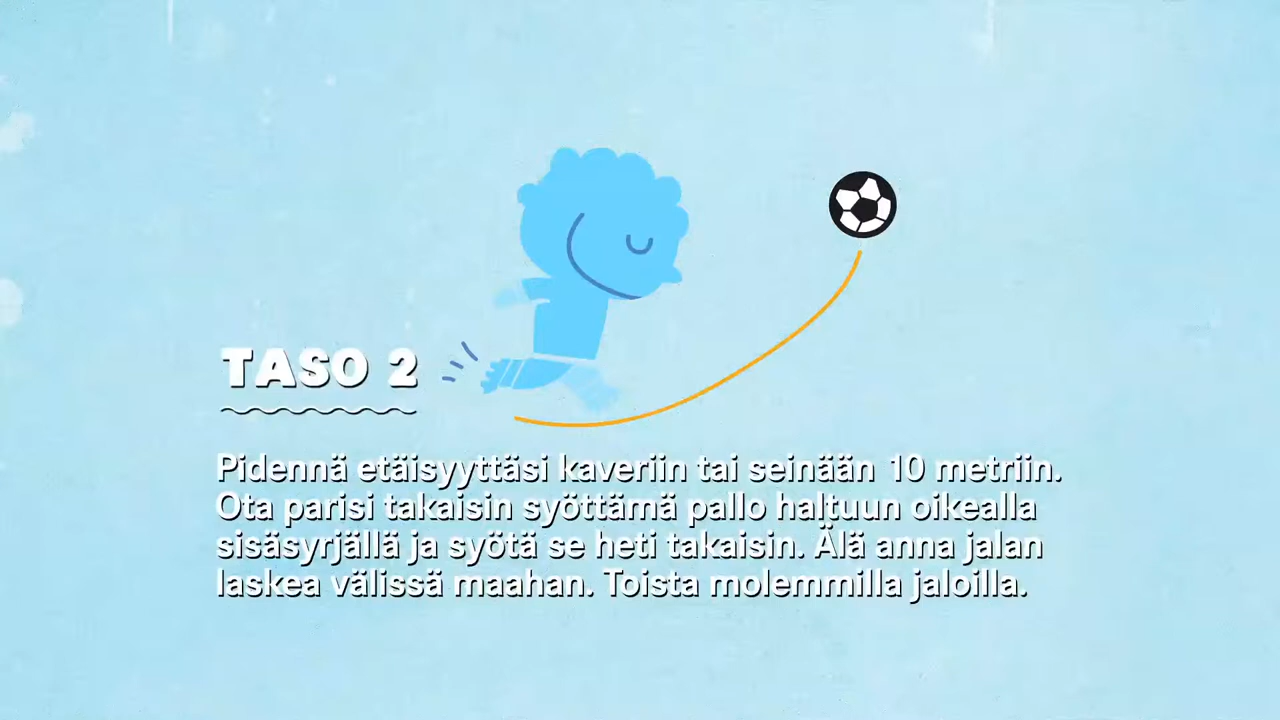 TASO 2
Pidennä etäisyyttäsi kaveriin tai seinään 10 metriin.
Ota parisi takaisin syöttämä pallo haltuun oikealla
sisäsyrjällä ja syötä se heti takaisin. Älä anna jalan
laskea välissä maahan. Toista molemmilla jaloilla.